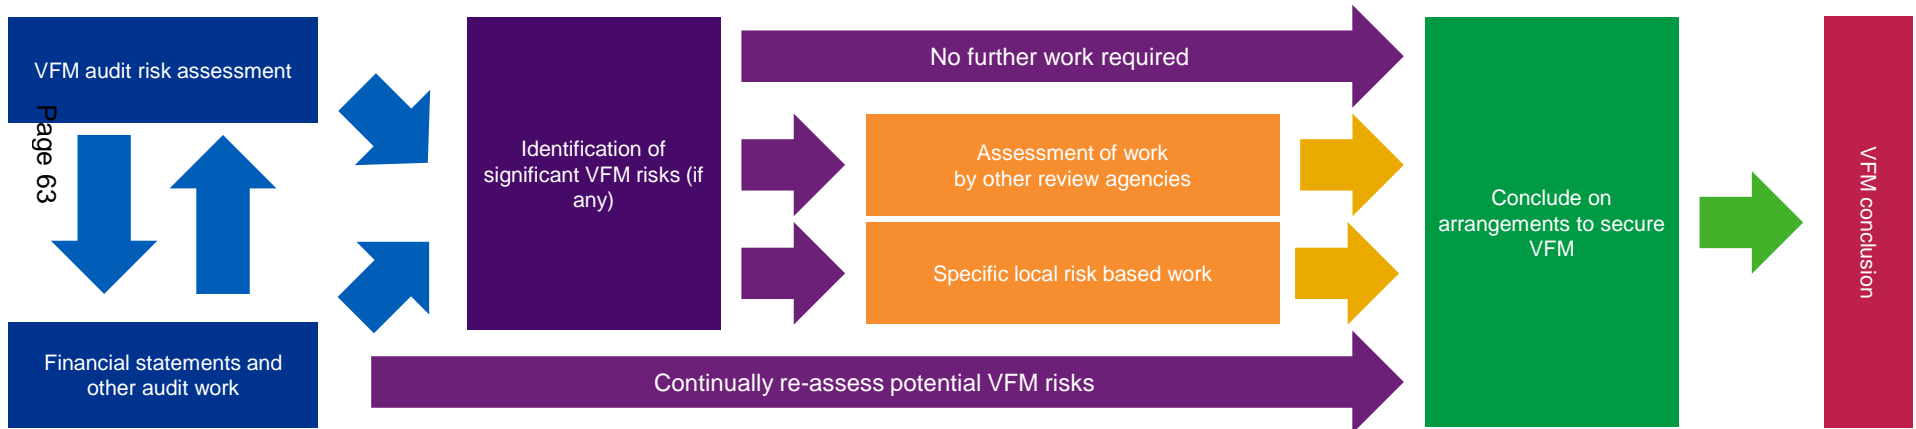 VFM audit risk assessment
Page 63
Financial statements and
other audit work
Identification of
significant VFM risks (if
any)
No further work required
Assessment of work
by other review agencies
Specific local risk based work
Continually re-assess potential VFM risks
Conclude on
arrangements to secure
VFM
VFM conclusion